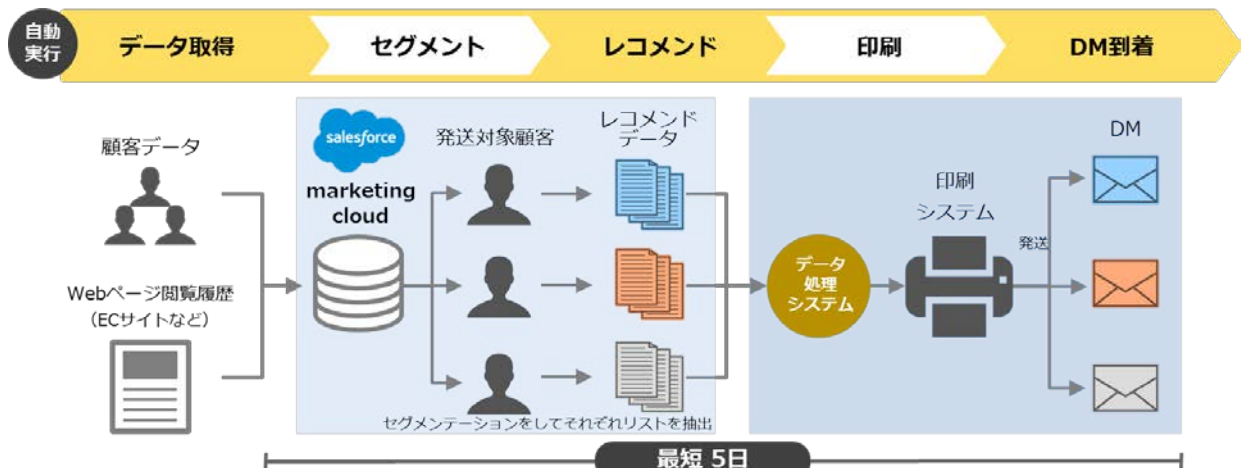 自動
実行
データ取得
セグメント
レコメンド
印刷
DM到着
顧客データ
Webページ閲覧履歴
（ECサイトなど）
salesforce
marketing
cloud
発送対象顧客
レコメンド
データ
セグメンテーションをしてそれぞれリストを抽出
データ
処理
システム
印刷
システム
発送
DM
最短 5日